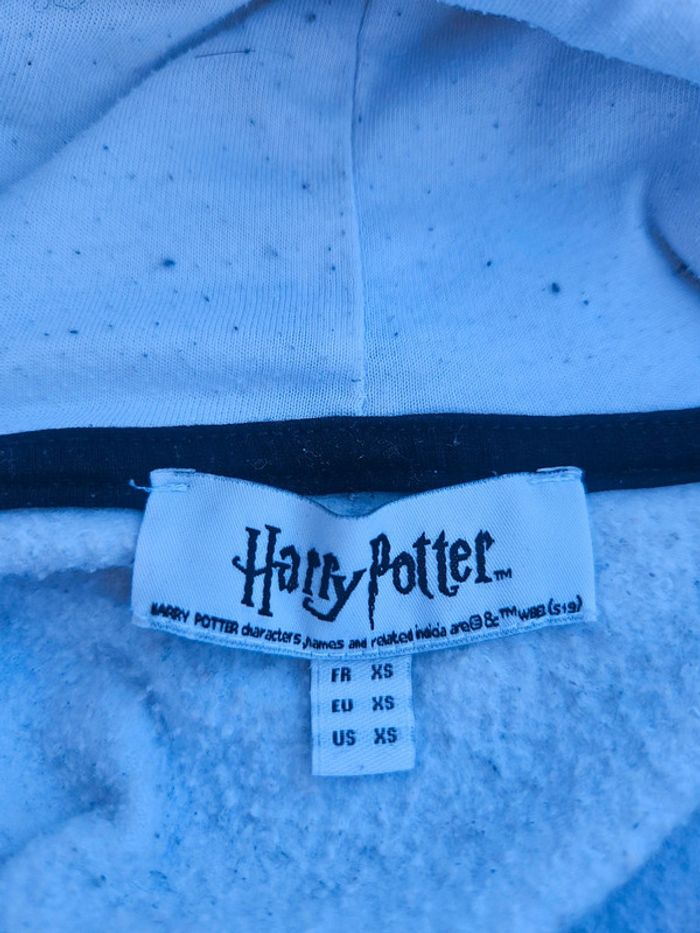 Harry Potter™
HARRY POTTER characters, names and related indicia are © & ™ WBEI (s19)
FR XS
EU XS
US XS